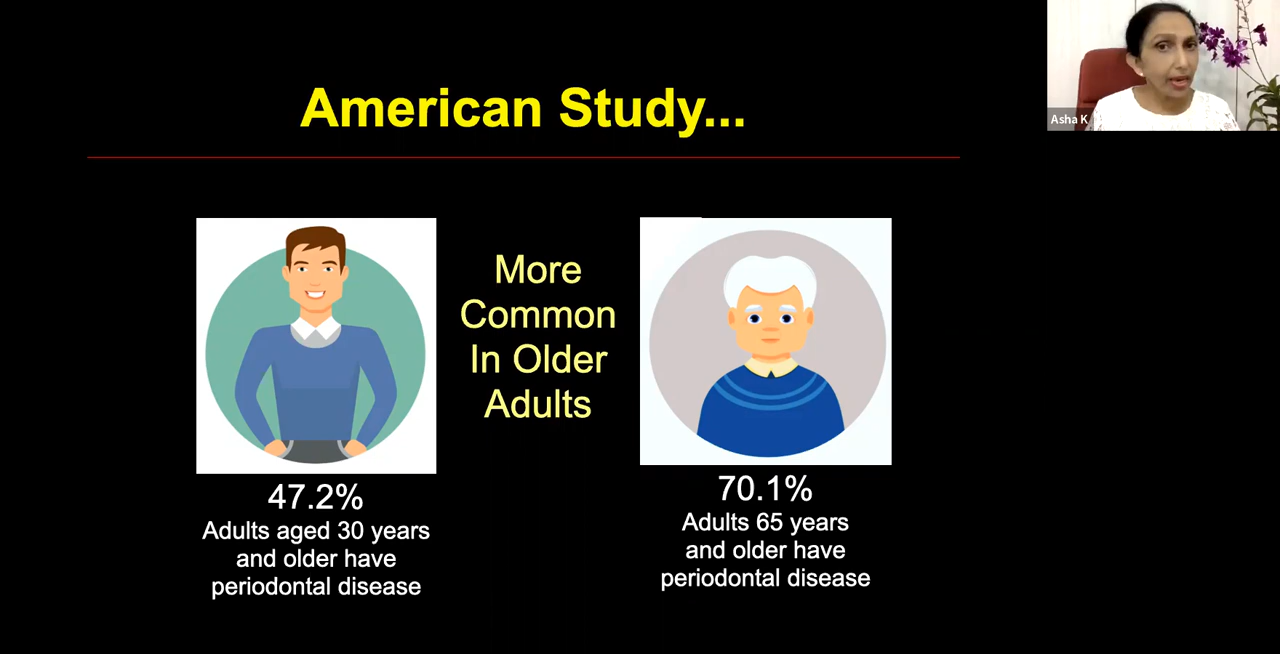 American Study...
More
Common
In Older
Adults
47.2%
Adults aged 30 years
and older have
periodontal disease
70.1%
Adults 65 years
and older have
periodontal disease
Asha K